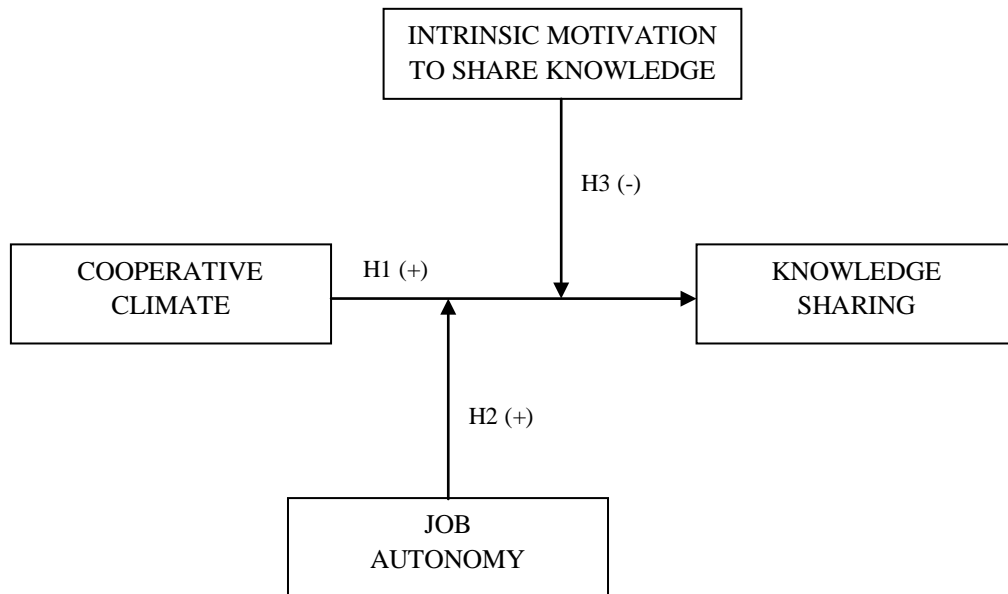 INTRINSIC MOTIVATION
TO SHARE KNOWLEDGE
H3 (-)
COOPERATIVE
CLIMATE
H1 (+)
KNOWLEDGE
SHARING
H2 (+)
JOB
AUTONOMY